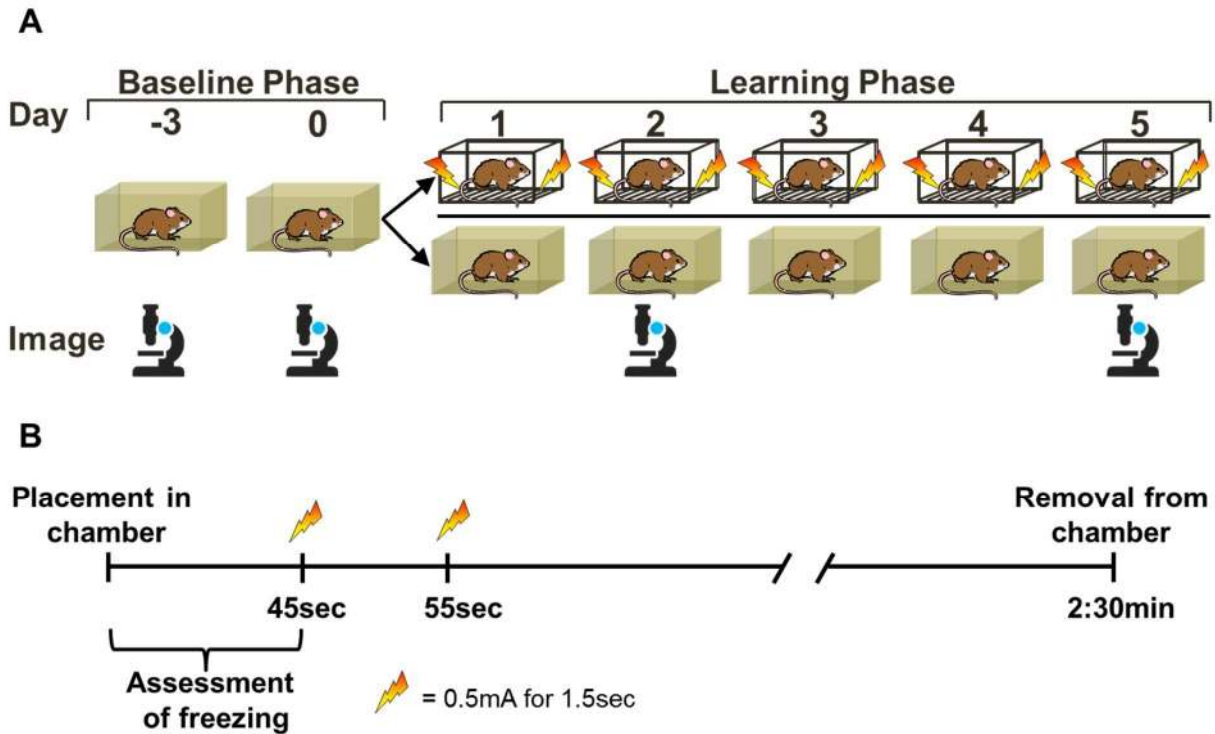 A
Baseline Phase Learning Phase
Day -3 0 1 2 3 4 5
Image
B
Placement in
chamber
Removal from
chamber
45sec 55sec 2:30min
Assessment
of freezing
= 0.5mA for 1.5sec